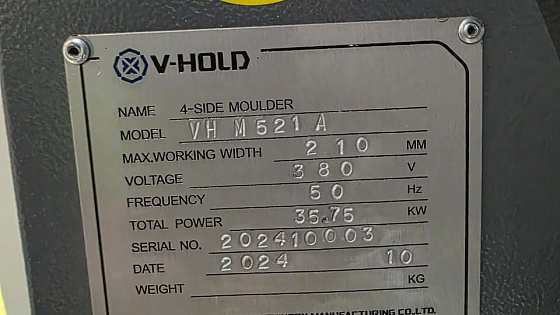 V-HOLD
NAME 4-SIDE MOULDER
MODEL VH M521A
MAX.WORKING WIDTH 210 MM
VOLTAGE 380 V
FREQUENCY 50 Hz
TOTAL POWER 35.75 KW
SERIAL NO. 202410003
DATE 2024 10
WEIGHT KG
MANUFACTURING CO.,LTD.